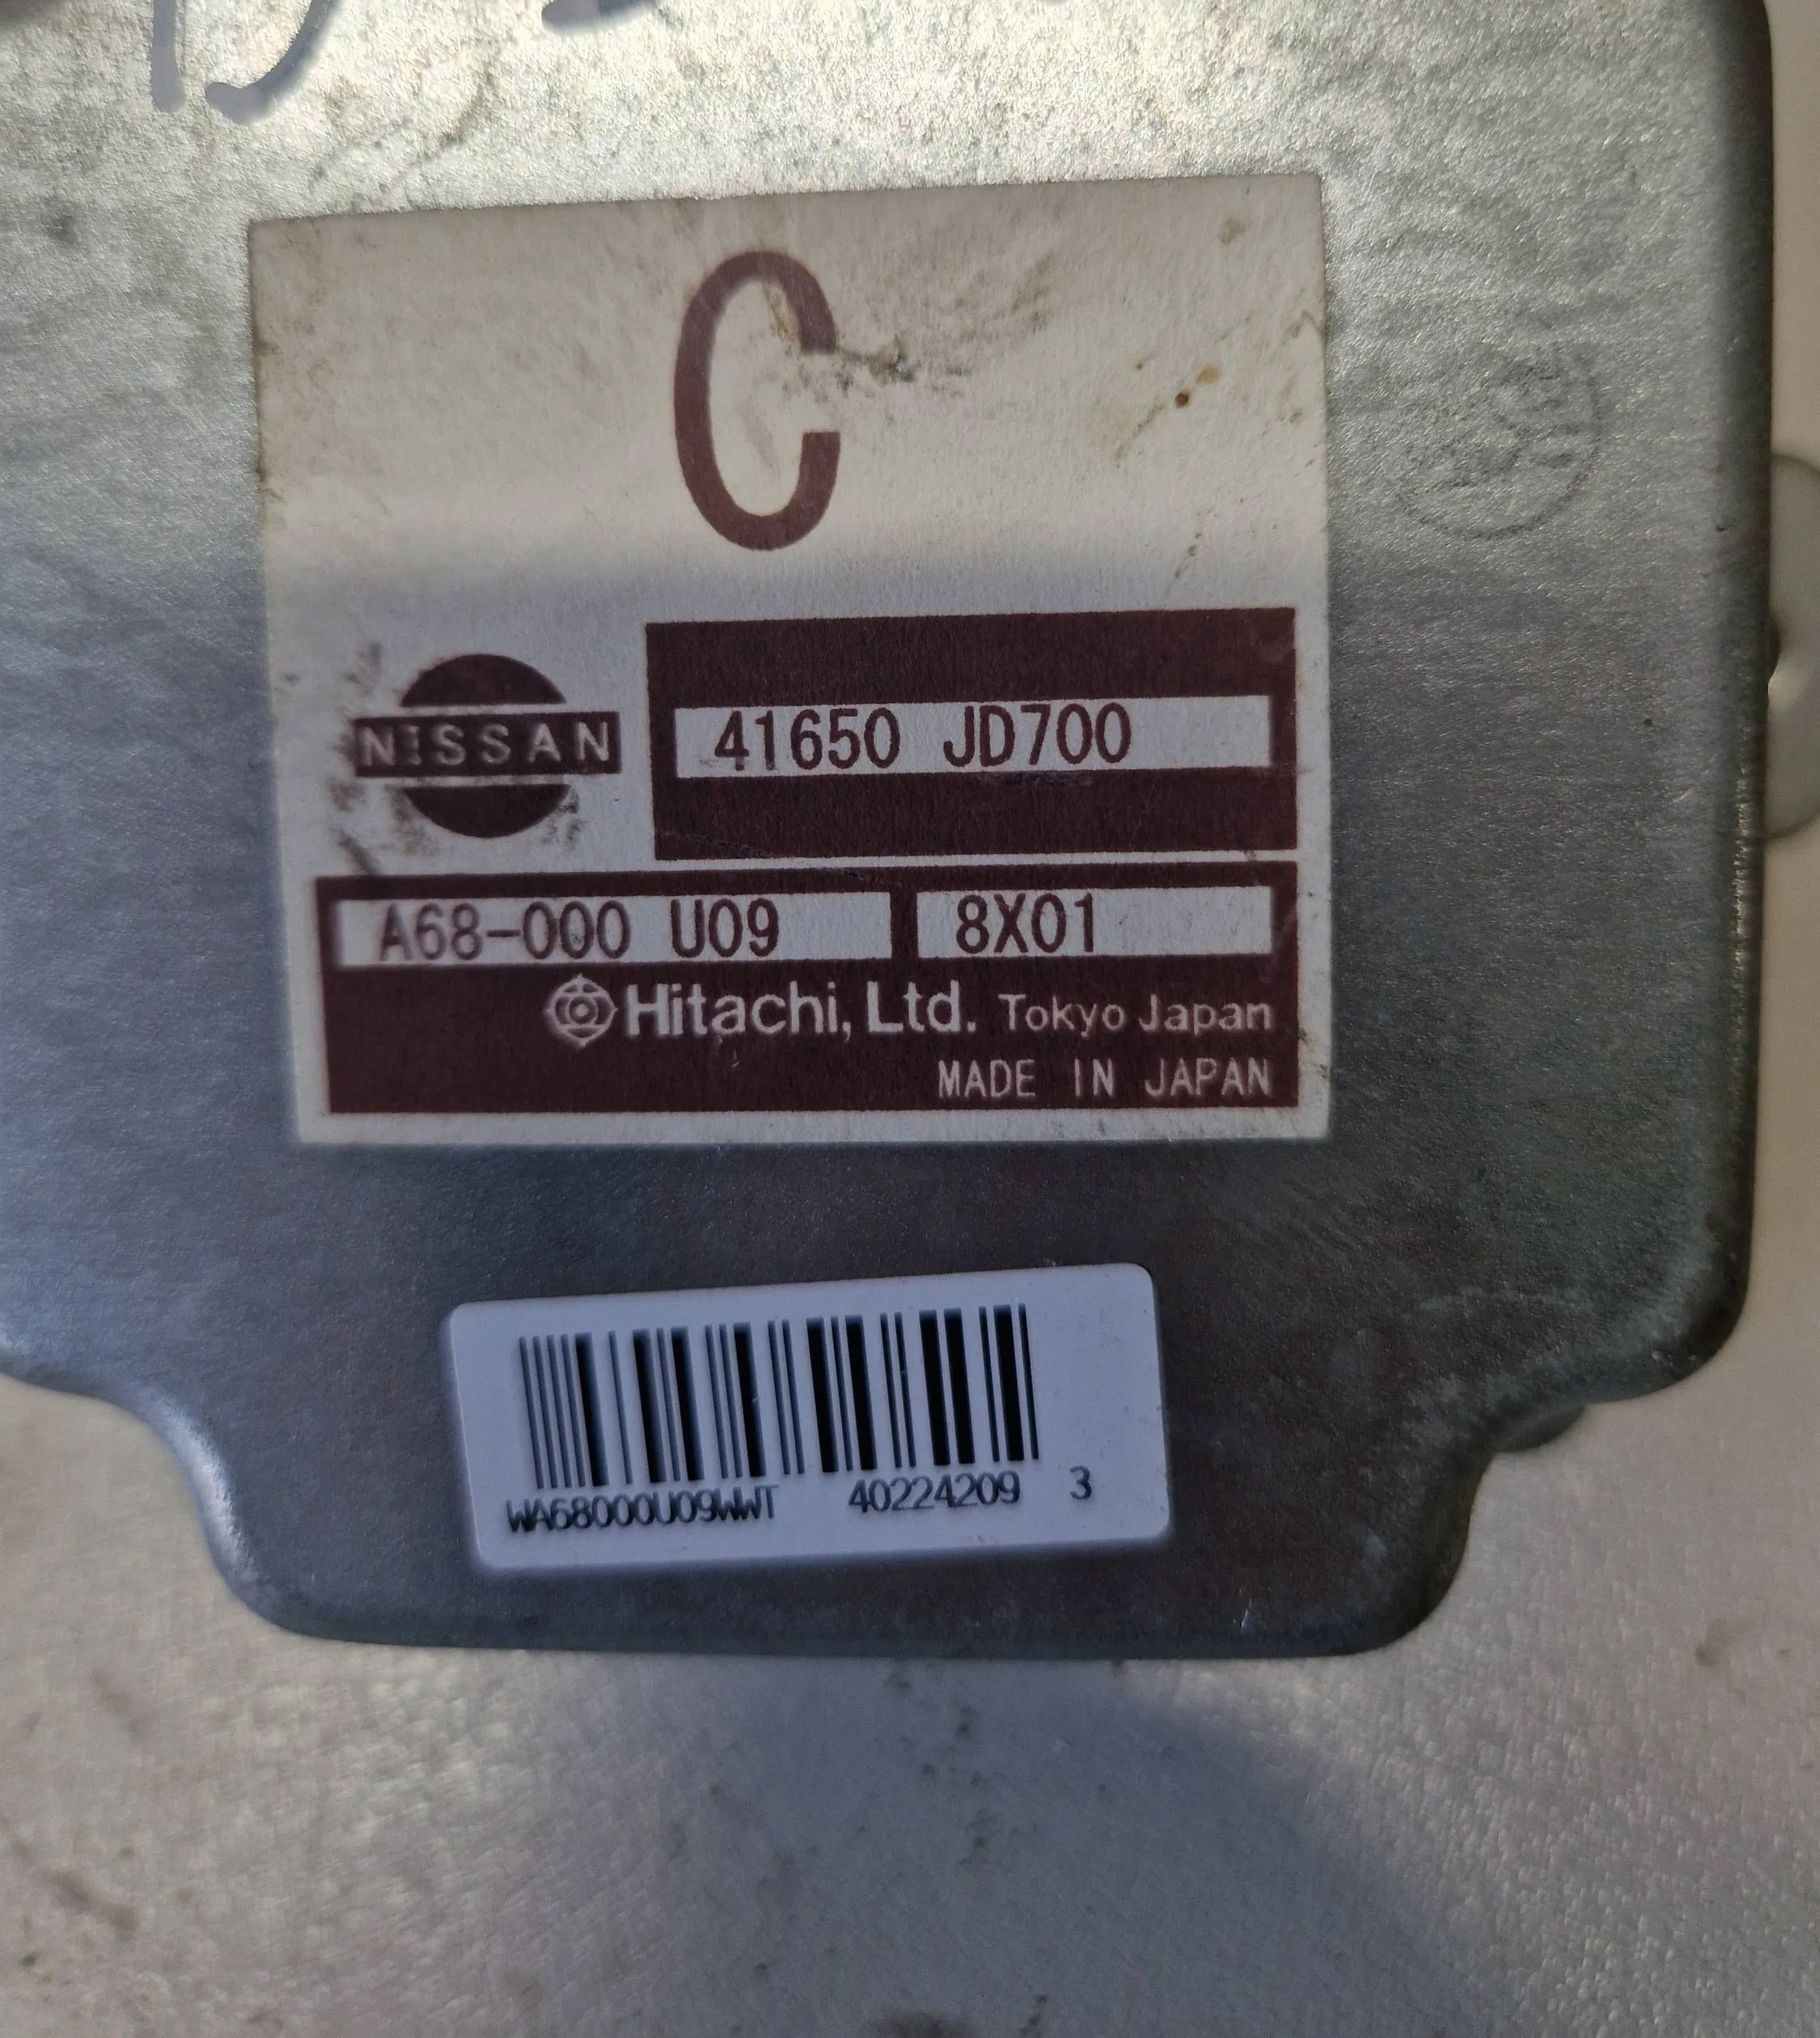 C
NISSAN
41650 JD700
A68-000 U09 8X01
Hitachi, Ltd. Tokyo Japan
MADE IN JAPAN
WA68000U09WWT 40224209 3